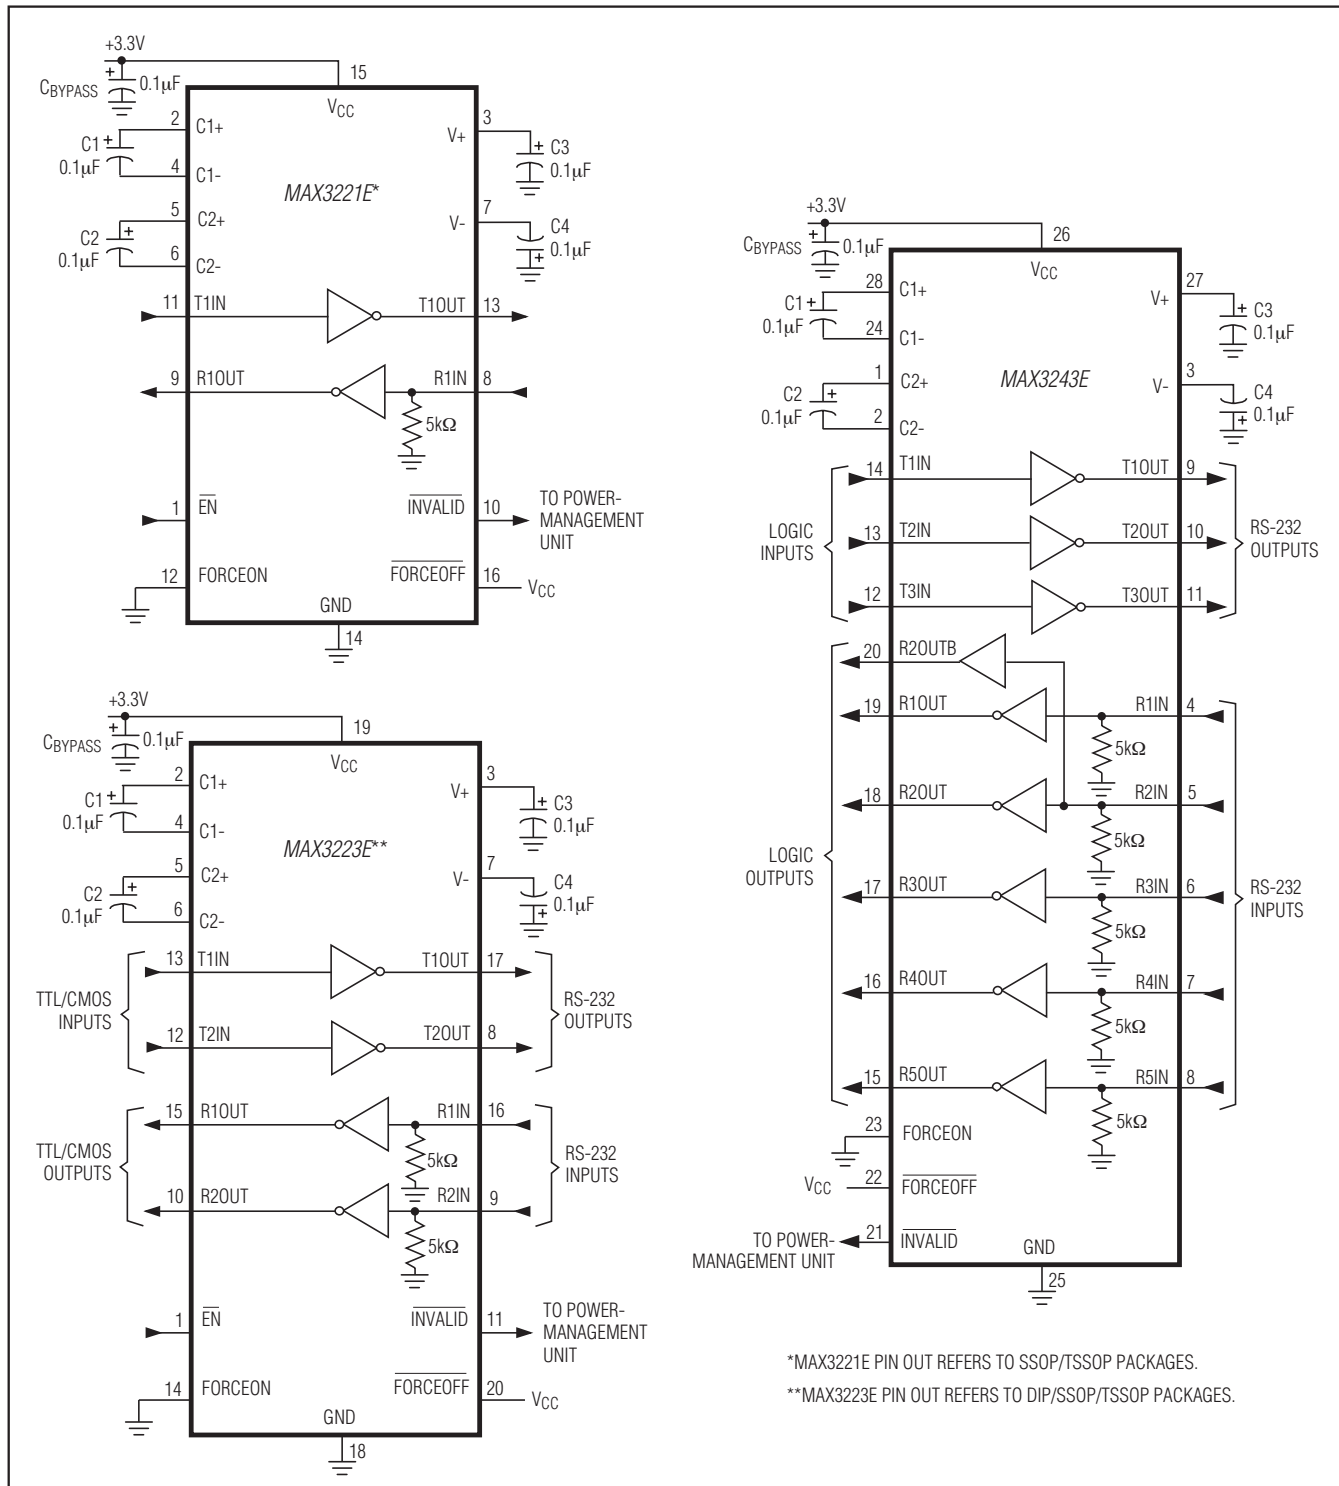 +3.3V
CBYPASS
0.1µF
15
VCC
2
C1+
C1
0.1µF
4
C1-
5
C2+
C2
0.1µF
6
C2-
MAX3221E*
3
V+
C3
0.1µF
7
V-
C4
0.1µF
11
T1IN
T1OUT
13
9
R1OUT
R1IN
8
5kΩ
1
EN
INVALID
10
TO POWER-
MANAGEMENT
UNIT
12
FORCEON
FORCEOFF
16
VCC
GND
14
+3.3V
CBYPASS
0.1µF
19
VCC
2
C1+
C1
0.1µF
4
C1-
5
C2+
C2
0.1µF
6
C2-
MAX3223E**
3
V+
C3
0.1µF
7
V-
C4
0.1µF
TTL/CMOS
INPUTS
13
T1IN
T1OUT
17
12
T2IN
T2OUT
8
RS-232
OUTPUTS
TTL/CMOS
OUTPUTS
15
R1OUT
R1IN
16
5kΩ
10
R2OUT
R2IN
9
5kΩ
RS-232
INPUTS
1
EN
INVALID
11
TO POWER-
MANAGEMENT
UNIT
14
FORCEON
FORCEOFF
20
VCC
GND
18
+3.3V
CBYPASS
0.1µF
26
VCC
28
C1+
C1
0.1µF
24
C1-
1
C2+
C2
0.1µF
2
C2-
MAX3243E
27
V+
C3
0.1µF
3
V-
C4
0.1µF
LOGIC
INPUTS
14
T1IN
T1OUT
9
13
T2IN
T2OUT
10
12
T3IN
T3OUT
11
RS-232
OUTPUTS
LOGIC
OUTPUTS
20
R2OUTB
19
R1OUT
R1IN
4
5kΩ
18
R2OUT
R2IN
5
5kΩ
17
R3OUT
R3IN
6
5kΩ
16
R4OUT
R4IN
7
5kΩ
15
R5OUT
R5IN
8
5kΩ
RS-232
INPUTS
23
FORCEON
VCC
22
FORCEOFF
TO POWER-
MANAGEMENT UNIT
21
INVALID
GND
25
*MAX3221E PIN OUT REFERS TO SSOP/TSSOP PACKAGES.
**MAX3223E PIN OUT REFERS TO DIP/SSOP/TSSOP PACKAGES.